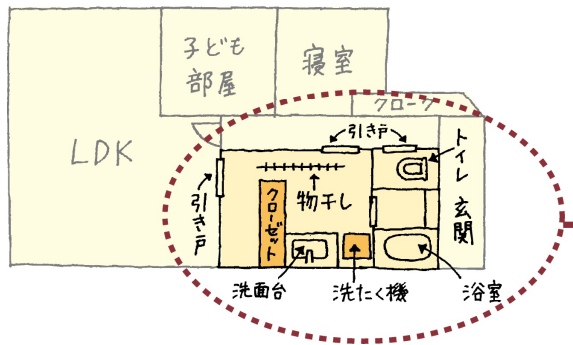 子ども
部屋
寝室
クローク
LDK
引き戸
トイレ
引き戸
物干し
クローゼット
玄関
洗面台
洗たく機
浴室